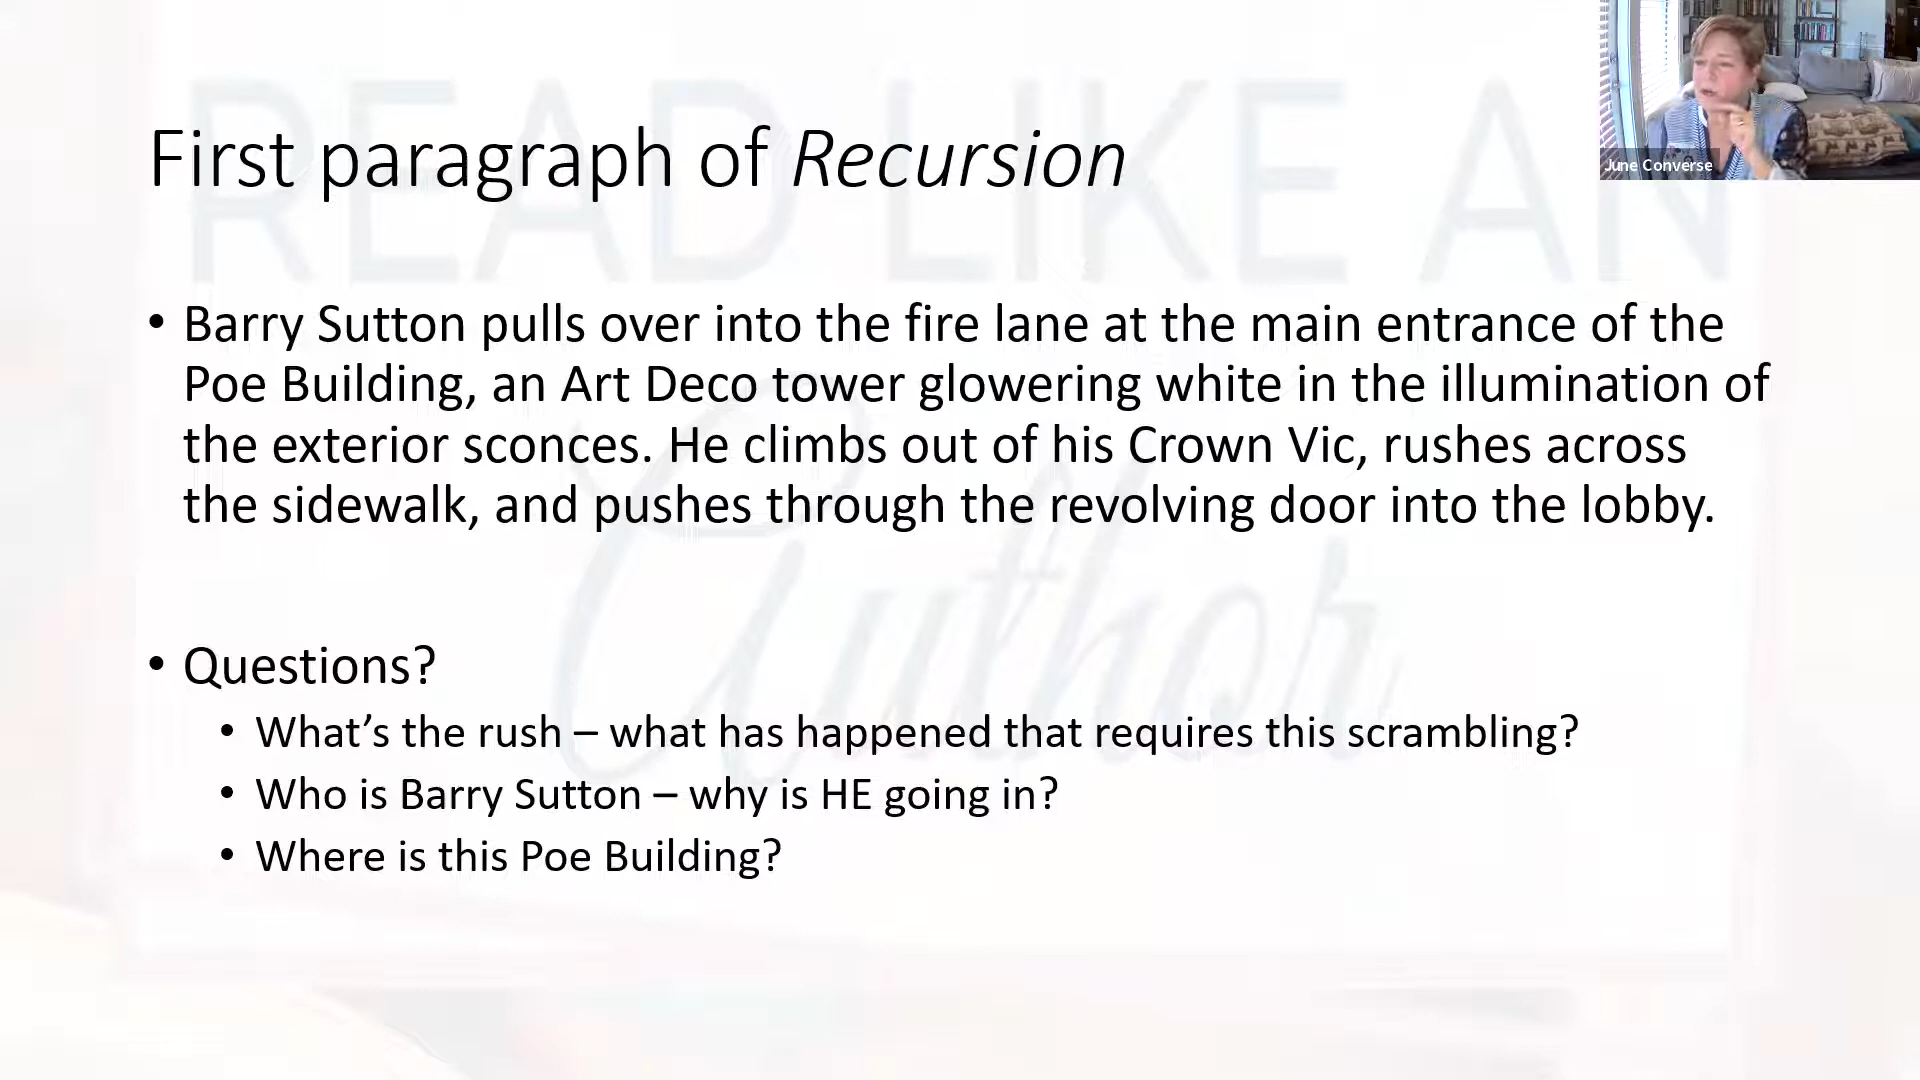 READ LIKE AN
Author
First paragraph of Recursion
June Converse
• Barry Sutton pulls over into the fire lane at the main entrance of the
Poe Building, an Art Deco tower glowering white in the illumination of
the exterior sconces. He climbs out of his Crown Vic, rushes across
the sidewalk, and pushes through the revolving door into the lobby.
• Questions?
• What’s the rush – what has happened that requires this scrambling?
• Who is Barry Sutton – why is HE going in?
• Where is this Poe Building?